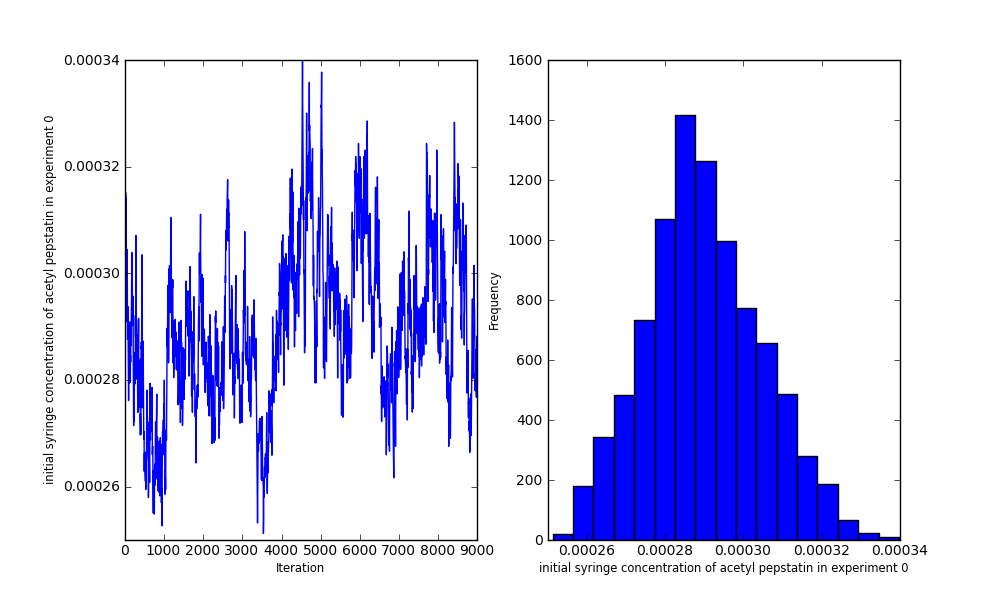 initial syringe concentration of acetyl pepstatin in experiment 0
0.00034
0.00032
0.00030
0.00028
0.00026
0 1000 2000 3000 4000 5000 6000 7000 8000 9000
Iteration
Frequency
1600
1400
1200
1000
800
600
400
200
0
0.00026 0.00028 0.00030 0.00032 0.00034
initial syringe concentration of acetyl pepstatin in experiment 0